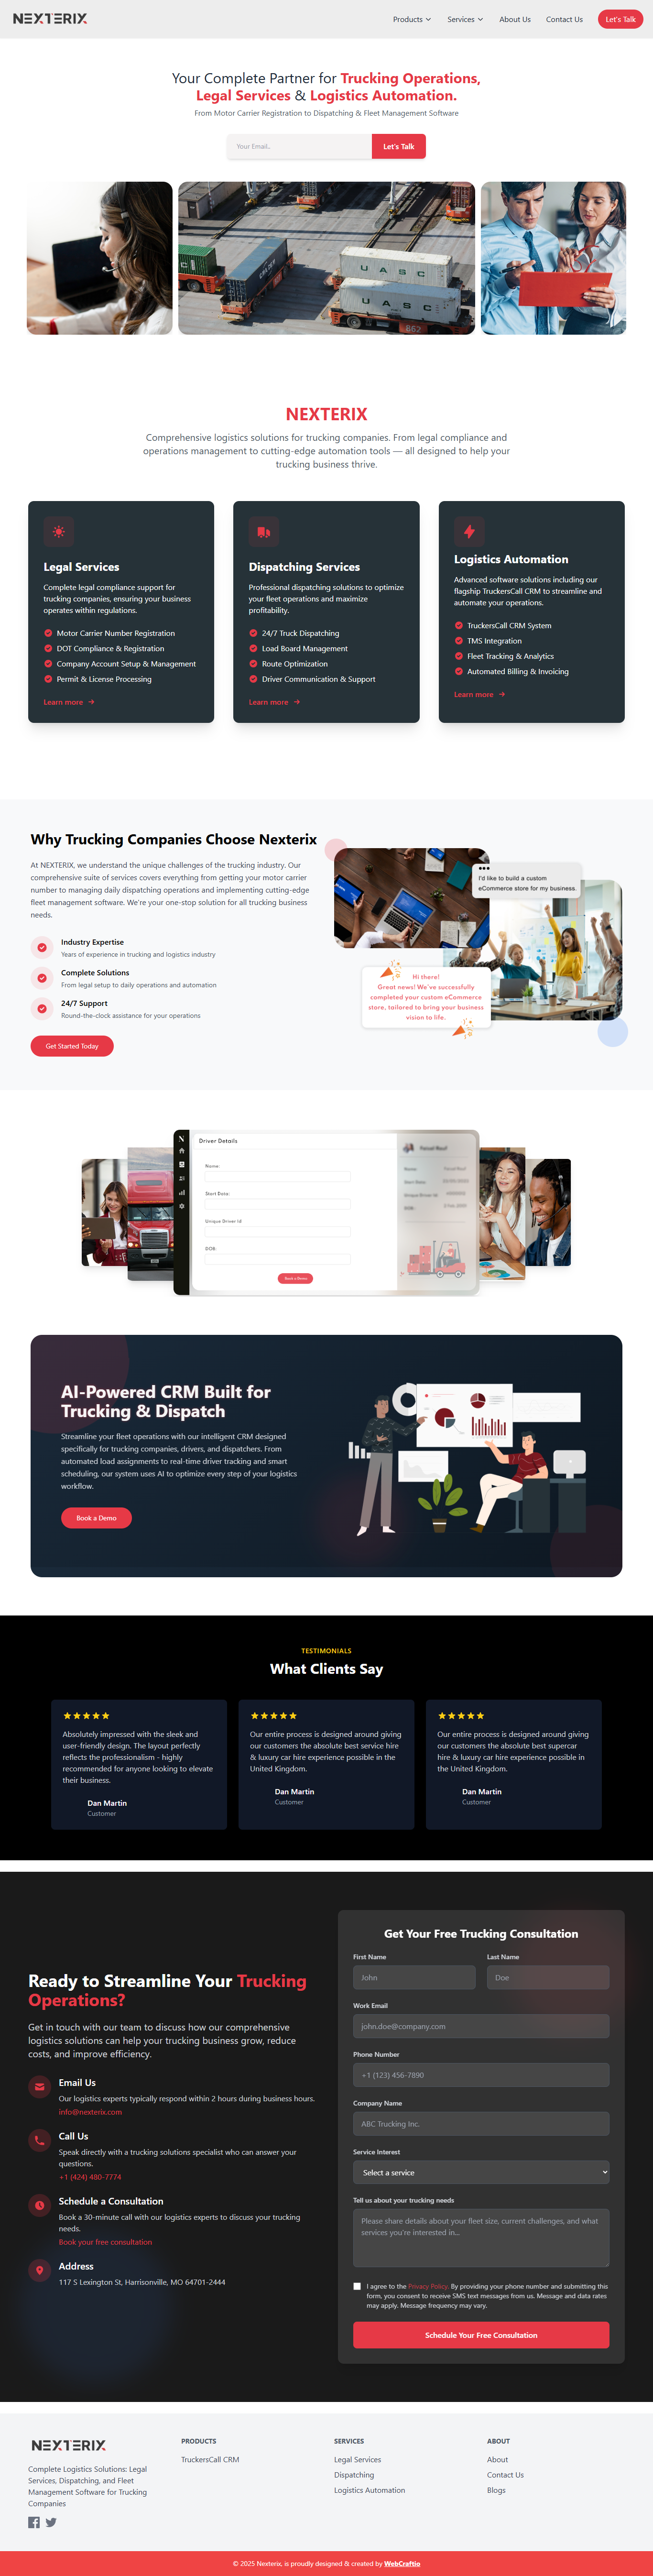 NEXTERIX
Products
Services
About Us
Contact Us
Let's Talk
Your Complete Partner for Trucking Operations,
Legal Services & Logistics Automation.
From Motor Carrier Registration to Dispatching & Fleet Management Software
Your Email..
Let's Talk
UASC
UASC
862
NEXTERIX
Comprehensive logistics solutions for trucking companies. From legal compliance and
operations management to cutting-edge automation tools — all designed to help your
trucking business thrive.
Legal Services
Complete legal compliance support for
trucking companies, ensuring your business
operates within regulations.
Motor Carrier Number Registration
DOT Compliance & Registration
Company Account Setup & Management
Permit & License Processing
Learn more
Dispatching Services
Professional dispatching solutions to optimize
your fleet operations and maximize
profitability.
24/7 Truck Dispatching
Load Board Management
Route Optimization
Driver Communication & Support
Learn more
Logistics Automation
Advanced software solutions including our
flagship TruckersCall CRM to streamline and
automate your operations.
TruckersCall CRM System
TMS Integration
Fleet Tracking & Analytics
Automated Billing & Invoicing
Learn more
Why Trucking Companies Choose Nexterix
At NEXTERIX, we understand the unique challenges of the trucking industry. Our
comprehensive suite of services covers everything from getting your motor carrier
number to managing daily dispatching operations and implementing cutting-edge
fleet management software. We're your one-stop solution for all trucking business
needs.
Industry Expertise
Years of experience in trucking and logistics industry
Complete Solutions
From legal setup to daily operations and automation
24/7 Support
Round-the-clock assistance for your operations
Get Started Today
I'd like to build a custom
eCommerce store for my business.
Hi there!
Great news! We've successfully
completed your custom eCommerce
store, tailored to bring your business
vision to life.
Driver Details
Name:
Start Date:
Unique Driver Id
DOB:
Book a Demo
AI-Powered CRM Built for
Trucking & Dispatch
Streamline your fleet operations with our intelligent CRM designed
specifically for trucking companies, drivers, and dispatchers. From
automated load assignments to real-time driver tracking and smart
scheduling, our system uses AI to optimize every step of your logistics
workflow.
Book a Demo
TESTIMONIALS
What Clients Say
Absolutely impressed with the sleek and
user-friendly design. The layout perfectly
reflects the professionalism - highly
recommended for anyone looking to elevate
their business.
Dan Martin
Customer
Our entire process is designed around giving
our customers the absolute best service hire
& luxury car hire experience possible in the
United Kingdom.
Dan Martin
Customer
Our entire process is designed around giving
our customers the absolute best supercar
hire & luxury car hire experience possible in
the United Kingdom.
Dan Martin
Customer
Ready to Streamline Your Trucking
Operations?
Get in touch with our team to discuss how our comprehensive
logistics solutions can help your trucking business grow, reduce
costs, and improve efficiency.
Email Us
Our logistics experts typically respond within 2 hours during business hours.
info@nexterix.com
Call Us
Speak directly with a trucking solutions specialist who can answer your
questions.
+1 (424) 480-7774
Schedule a Consultation
Book a 30-minute call with our logistics experts to discuss your trucking
needs.
Book your free consultation
Address
117 S Lexington St, Harrisonville, MO 64701-2444
Get Your Free Trucking Consultation
First Name
Last Name
John
Doe
Work Email
john.doe@company.com
Phone Number
+1 (123) 456-7890
Company Name
ABC Trucking Inc.
Service Interest
Select a service
Tell us about your trucking needs
Please share details about your fleet size, current challenges, and what
services you're interested in...
I agree to the Privacy Policy. By providing your phone number and submitting this
form, you consent to receive SMS text messages from us. Message and data rates
may apply. Message frequency may vary.
Schedule Your Free Consultation
NEXTERIX
Complete Logistics Solutions: Legal
Services, Dispatching, and Fleet
Management Software for Trucking
Companies
PRODUCTS
TruckersCall CRM
SERVICES
Legal Services
Dispatching
Logistics Automation
ABOUT
About
Contact Us
Blogs
© 2025 Nexterix, is proudly designed & created by WebCraftio